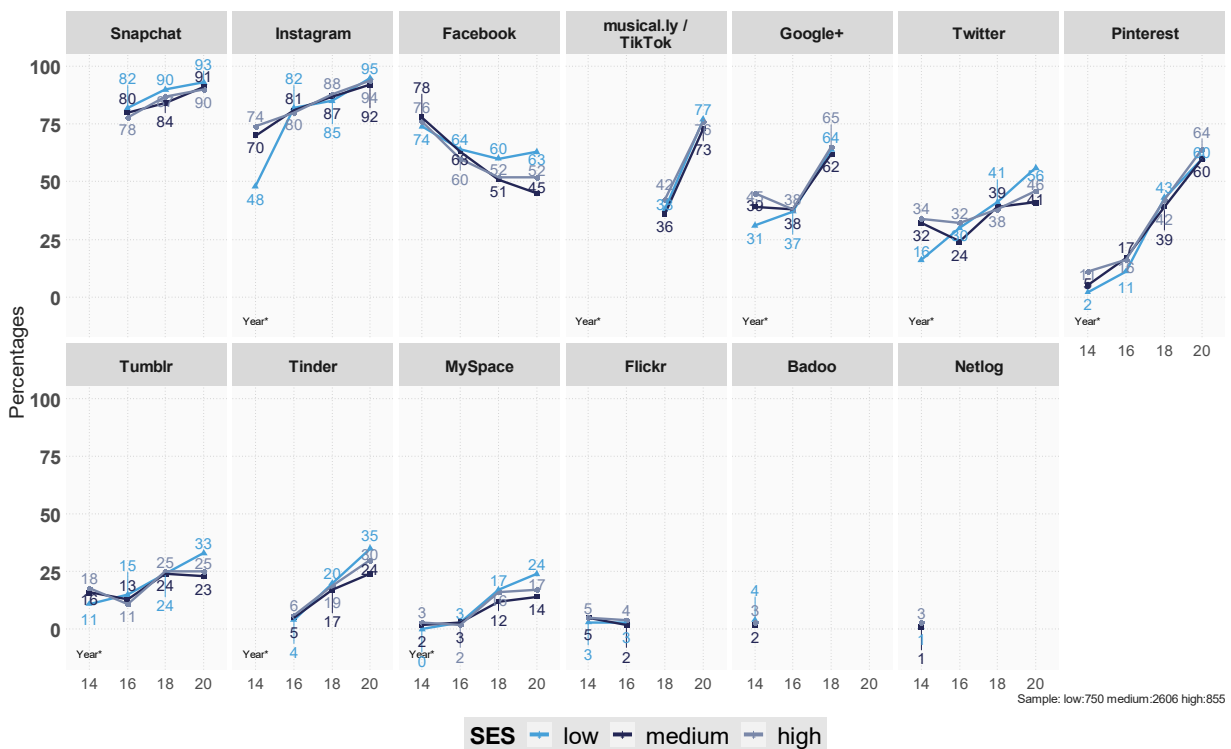 Snapchat Instagram Facebook musical.ly / TikTok Google+ Twitter Pinterest
100
75
50
25
0
82 90 93
80 84 91
78 90
74 82 88 95
70 81 87 94
48 80 85 92
78 64 60 63
76 63 52 52
74 60 51 45
42 77
36 76
73
45 38 65
39 38 64
31 37 62
34 32 41 56
32 30 39 46
16 24 38 41
11 17 43 64
5 16 42 60
2 11 39 60
Year* Year* Year* Year* Year*
14 16 18 20
Percentages
Tumblr Tinder MySpace Flickr Badoo Netlog
100
75
50
25
0
18 15 25 33
16 13 24 25
11 11 24 23
6 20 35
5 19 30
4 17 24
3 3 17 24
2 3 16 17
0 2 12 14
5 4
5 3
3 2
4
3
2
3
1
1
Year* Year* Year*
14 16 18 20 14 16 18 20 14 16 18 20 14 16 18 20 14 16 18 20 14 16 18 20
Sample: low:750 medium:2606 high:855
SES low medium high